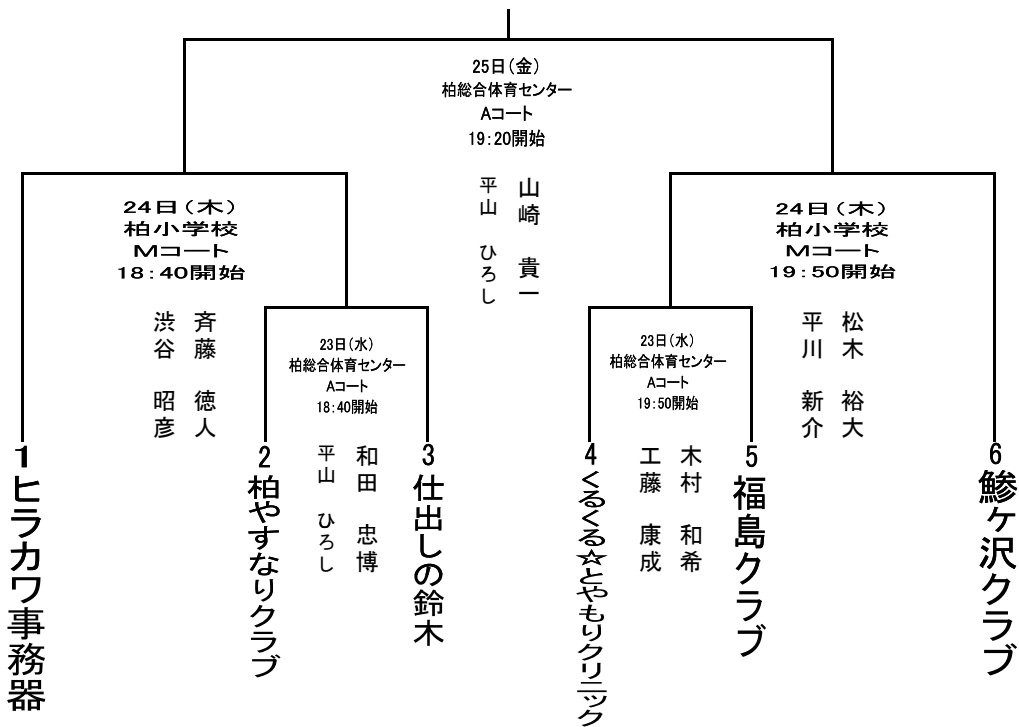 25日(金)
柏総合体育センター
Aコート
19:20開始
山崎 貴一
平山 ひろし
24日(木)
柏小学校
Mコート
18:40開始
斉藤 徳人
渋谷 昭彦
24日(木)
柏小学校
Mコート
19:50開始
松木 裕大
平川 新介
23日(水)
柏総合体育センター
Aコート
18:40開始
和田 忠博
平山 ひろし
23日(水)
柏総合体育センター
Aコート
19:50開始
木村 和希
工藤 康成
1 ヒラカワ事務器
2 柏やすなりクラブ
3 仕出しの鈴木
4 くるくる☆とやもりクリニック
5 福島クラブ
6 鰺ヶ沢クラブ